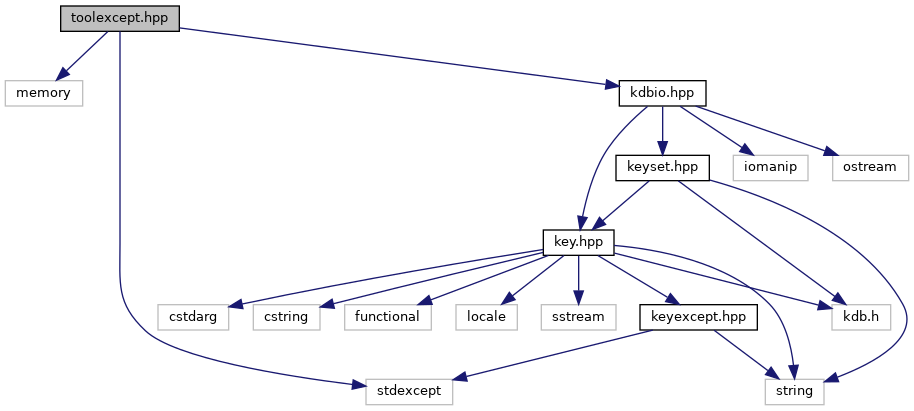 toolexcept.hpp
memory
kdbio.hpp
keyset.hpp
iomanip
ostream
key.hpp
cstdarg
cstring
functional
locale
sstream
keyexcept.hpp
kdb.h
stdexcept
string